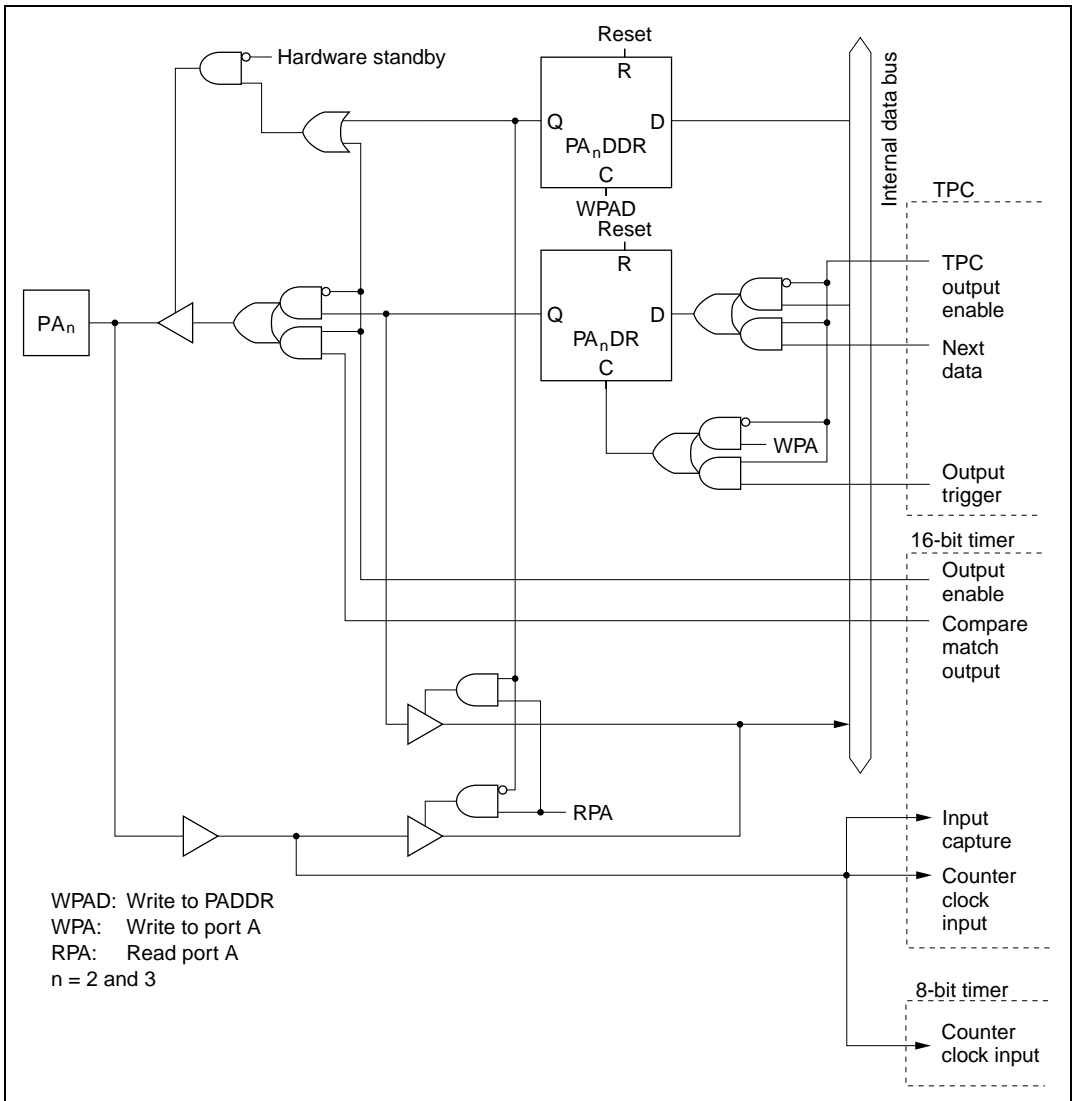 Reset
Hardware standby
R
Q
D
PAnDDR
C
WPAD
Internal data bus
TPC
Reset
R
Q
D
PAnDR
C
PAn
TPC
output
enable
Next
data
WPA
Output
trigger
16-bit timer
Output
enable
Compare
match
output
RPA
Input
capture
Counter
clock
input
WPAD: Write to PADDR
WPA: Write to port A
RPA: Read port A
n = 2 and 3
8-bit timer
Counter
clock input